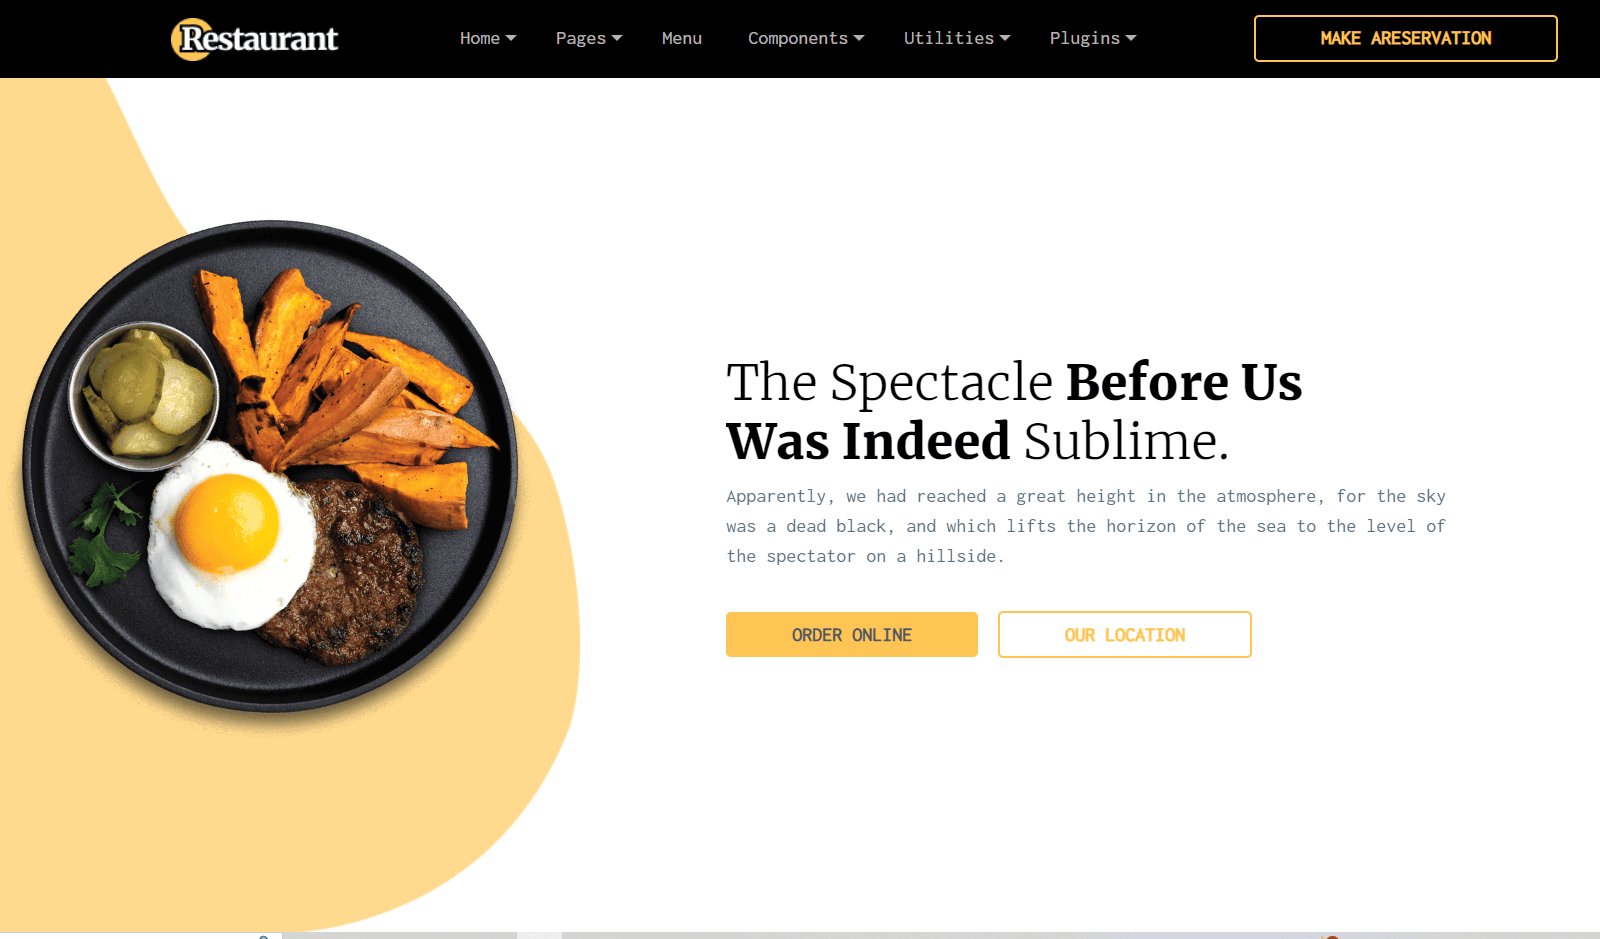 Restaurant
Home
Pages
Menu
Components
Utilities
Plugins
MAKE ARESERVATION
The Spectacle Before Us
Was Indeed Sublime.
Apparently, we had reached a great height in the atmosphere, for the sky
was a dead black, and which lifts the horizon of the sea to the level of
the spectator on a hillside.
ORDER ONLINE
OUR LOCATION